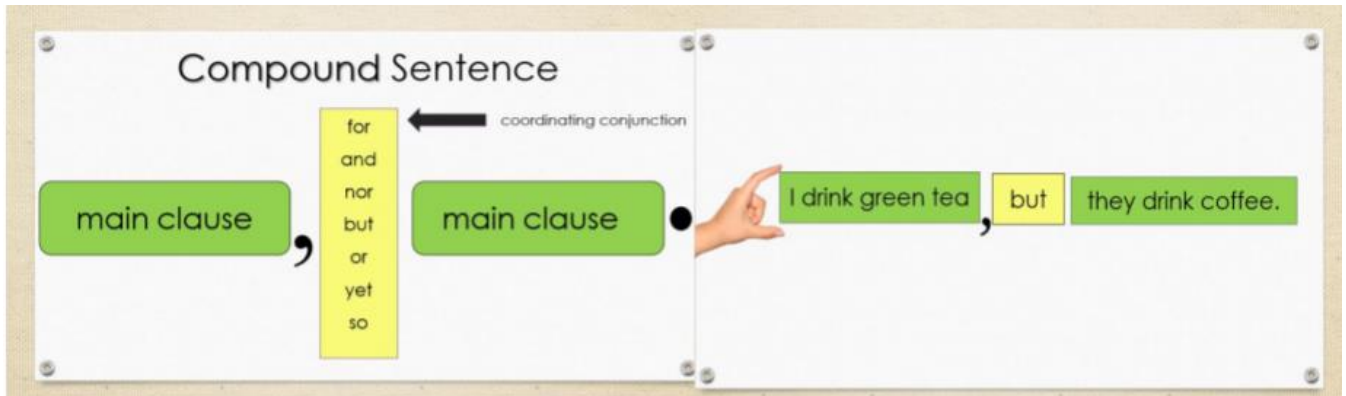 Compound Sentence
coordinating conjunction
main clause
,
for
and
nor
but
or
yet
so
main clause
.
I drink green tea
,
but
they drink coffee.